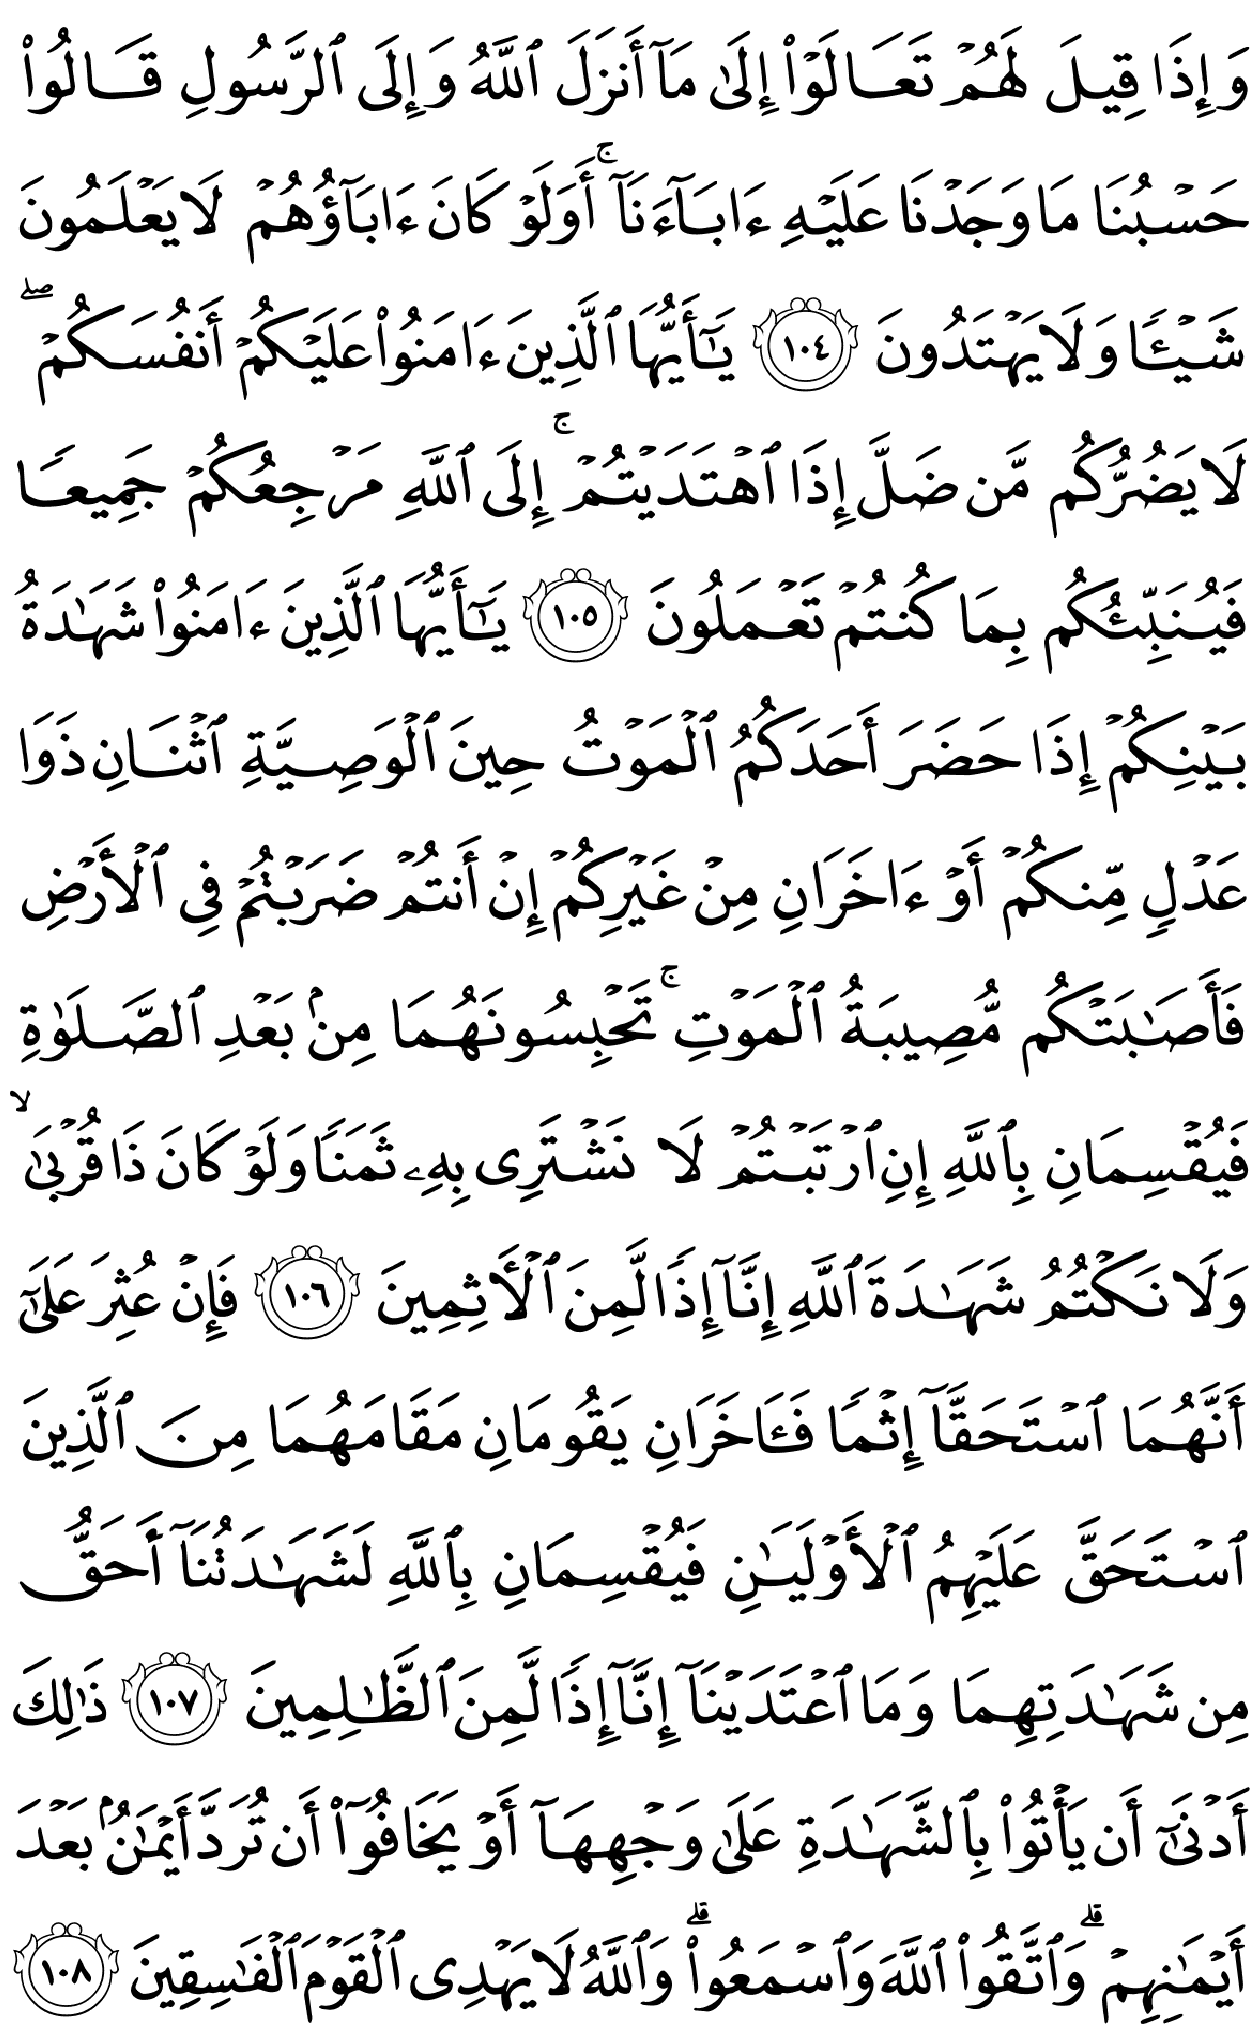 وَإِذَا قِيلَ لَهُمۡ تَعَالَوۡاْ إِلَىٰ مَآ أَنزَلَ ٱللَّهُ وَإِلَى ٱلرَّسُولِ قَالُواْ
حَسۡبُنَا مَا وَجَدۡنَا عَلَيۡهِ ءَابَآءَنَآۚ أَوَلَوۡ كَانَ ءَابَآؤُهُمۡ لَا يَعۡلَمُونَ
شَيۡـٔٗا وَلَا يَهۡتَدُونَ ١٠٤ يَـٰٓأَيُّهَا ٱلَّذِينَ ءَامَنُواْ عَلَيۡكُمۡ أَنفُسَكُمۡۖ
لَا يَضُرُّكُم مَّن ضَلَّ إِذَا ٱهۡتَدَيۡتُمۡۚ إِلَى ٱللَّهِ مَرۡجِعُكُمۡ جَمِيعٗا
فَيُنَبِّئُكُم بِمَا كُنتُمۡ تَعۡمَلُونَ ١٠٥ يَـٰٓأَيُّهَا ٱلَّذِينَ ءَامَنُواْ شَهَٰدَةُ
بَيۡنِكُمۡ إِذَا حَضَرَ أَحَدَكُمُ ٱلۡمَوۡتُ حِينَ ٱلۡوَصِيَّةِ ٱثۡنَانِ ذَوَا
عَدۡلٖ مِّنكُمۡ أَوۡ ءَاخَرَانِ مِنۡ غَيۡرِكُمۡ إِنۡ أَنتُمۡ ضَرَبۡتُمۡ فِي ٱلۡأَرۡضِ
فَأَصَٰبَتۡكُم مُّصِيبَةُ ٱلۡمَوۡتِۚ تَحۡبِسُونَهُمَا مِنۢ بَعۡدِ ٱلصَّلَوٰةِ
فَيُقۡسِمَانِ بِٱللَّهِ إِنِ ٱرۡتَبۡتُمۡ لَا نَشۡتَرِي بِهِۦ ثَمَنٗا وَلَوۡ كَانَ ذَا قُرۡبَىٰۙ
وَلَا نَكۡتُمُ شَهَٰدَةَ ٱللَّهِ إِنَّآ إِذٗا لَّمِنَ ٱلۡأٓثِمِينَ ١٠٦ فَإِنۡ عُثِرَ عَلَىٰٓ
أَنَّهُمَا ٱسۡتَحَقَّآ إِثۡمٗا فَـَٔاخَرَانِ يَقُومَانِ مَقَامَهُمَا مِنَ ٱلَّذِينَ
ٱسۡتَحَقَّ عَلَيۡهِمُ ٱلۡأَوۡلَيَٰنِ فَيُقۡسِمَانِ بِٱللَّهِ لَشَهَٰدَتُنَآ أَحَقُّ
مِن شَهَٰدَتِهِمَا وَمَا ٱعۡتَدَيۡنَآ إِنَّآ إِذٗا لَّمِنَ ٱلظَّٰلِمِينَ ١٠٧ ذَٰلِكَ
أَدۡنَىٰٓ أَن يَأۡتُواْ بِٱلشَّهَٰدَةِ عَلَىٰ وَجۡهِهَآ أَوۡ يَخَافُوٓاْ أَن تُرَدَّ أَيۡمَٰنُۢ بَعۡدَ
أَيۡمَٰنِهِمۡۗ وَٱتَّقُواْ ٱللَّهَ وَٱسۡمَعُواْۗ وَٱللَّهُ لَا يَهۡدِي ٱلۡقَوۡمَ ٱلۡفَٰسِقِينَ ١٠٨